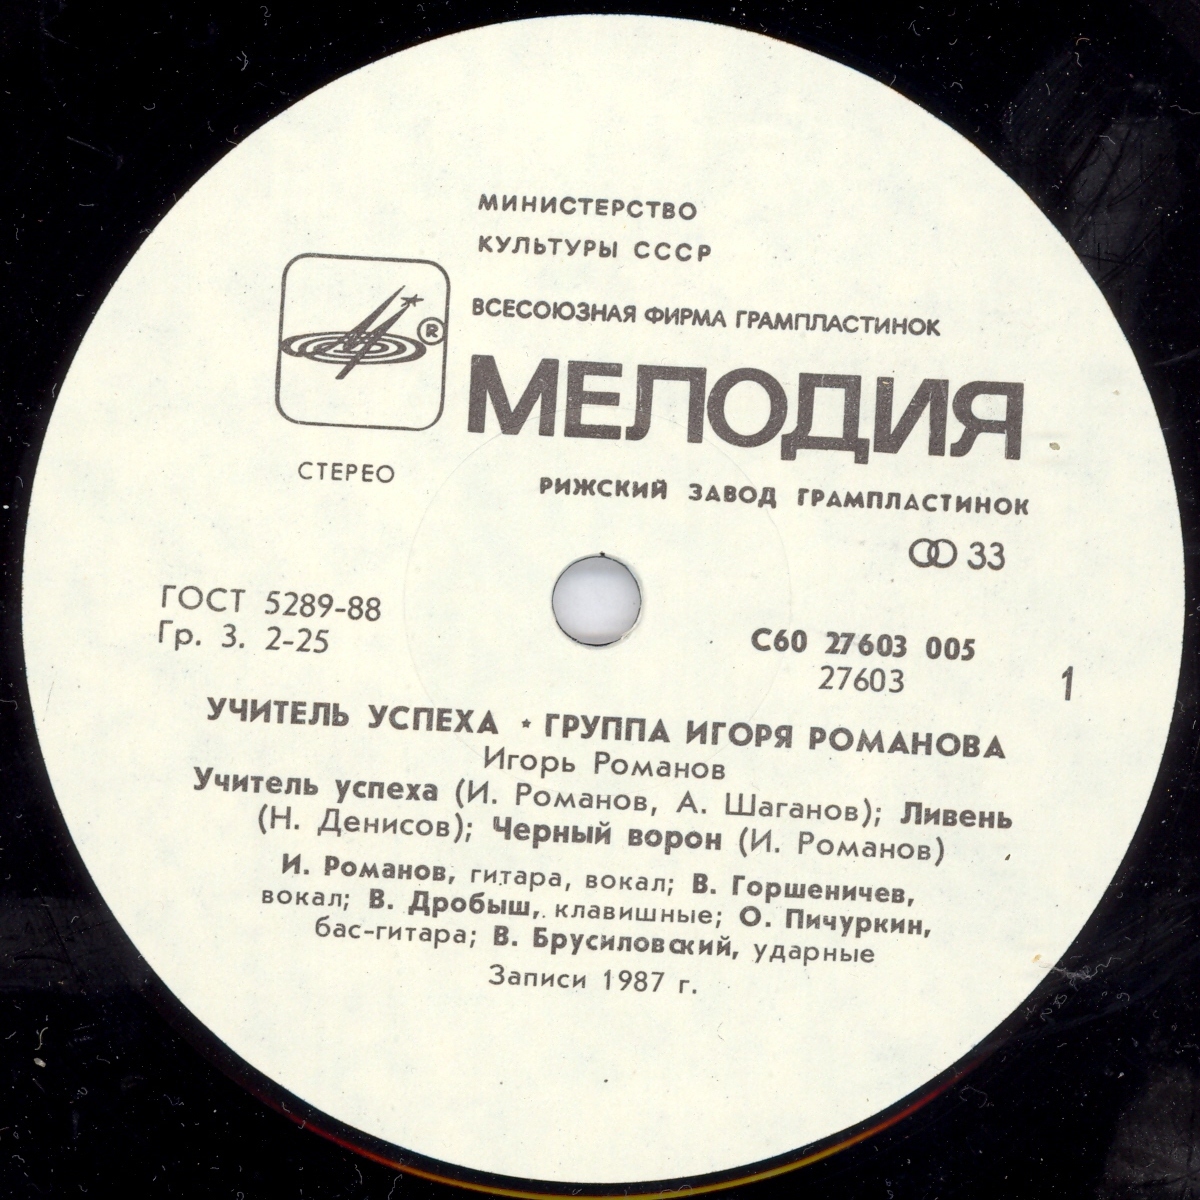 МИНИСТЕРСТВО
КУЛЬТУРЫ СССР
ВСЕСОЮЗНАЯ ФИРМА ГРАМПЛАСТИНОК
®
МЕЛОДИЯ
СТЕРЕО
РИЖСКИЙ ЗАВОД ГРАМПЛАСТИНОК
33
ГОСТ 5289-88
Гр. 3. 2-25
С60 27603 005
27603
1
УЧИТЕЛЬ УСПЕХА * ГРУППА ИГОРЯ РОМАНОВА
Игорь Романов
Учитель успеха (И. Романов, А. Шаганов); Ливень
(Н. Денисов); Черный ворон (И. Романов)
И. Романов, гитара, вокал; В. Горшеничев,
вокал; В. Дробыш, клавишные; О. Пичуркин,
бас-гитара; В. Брусиловский, ударные
Записи 1987 г.